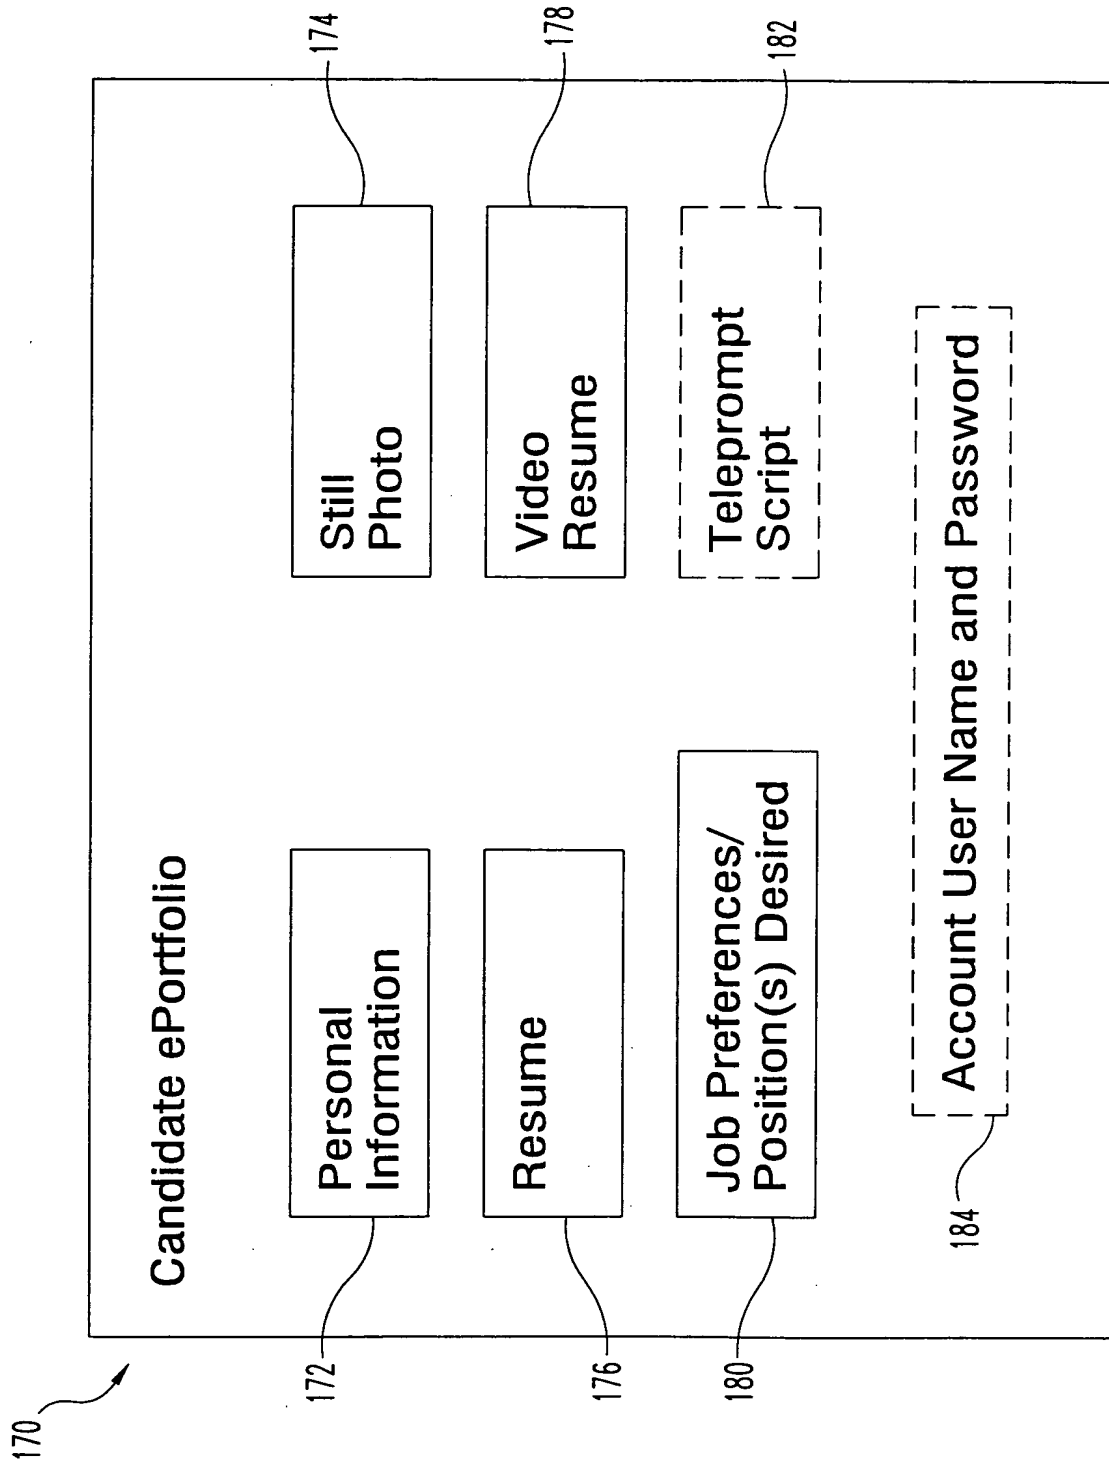 170
Candidate ePortfolio
172
Personal
Information
Still
Photo
174
176
Resume
Video
Resume
178
180
Job Preferences/
Position(s) Desired
Teleprompt
Script
182
184
Account User Name and Password